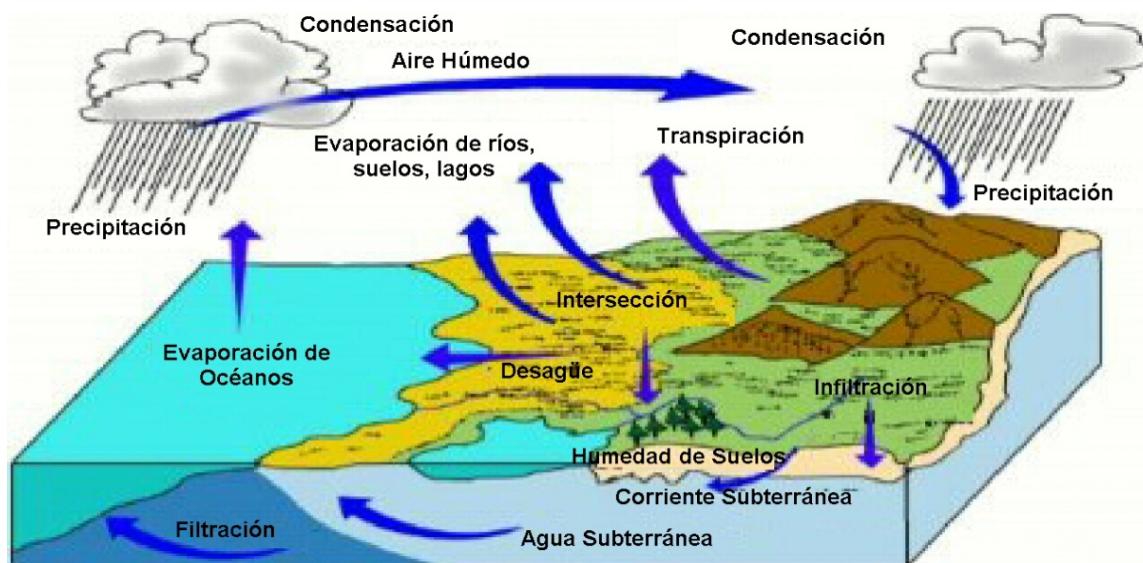 Condensación
Condensación
Aire Húmedo
Evaporación de ríos,
suelos, lagos
Transpiración
Precipitación
Precipitación
Intersección
Evaporación de
Océanos
Desagüe
Infiltración
Humedad de Suelos
Corriente Subterránea
Filtración
Agua Subterránea